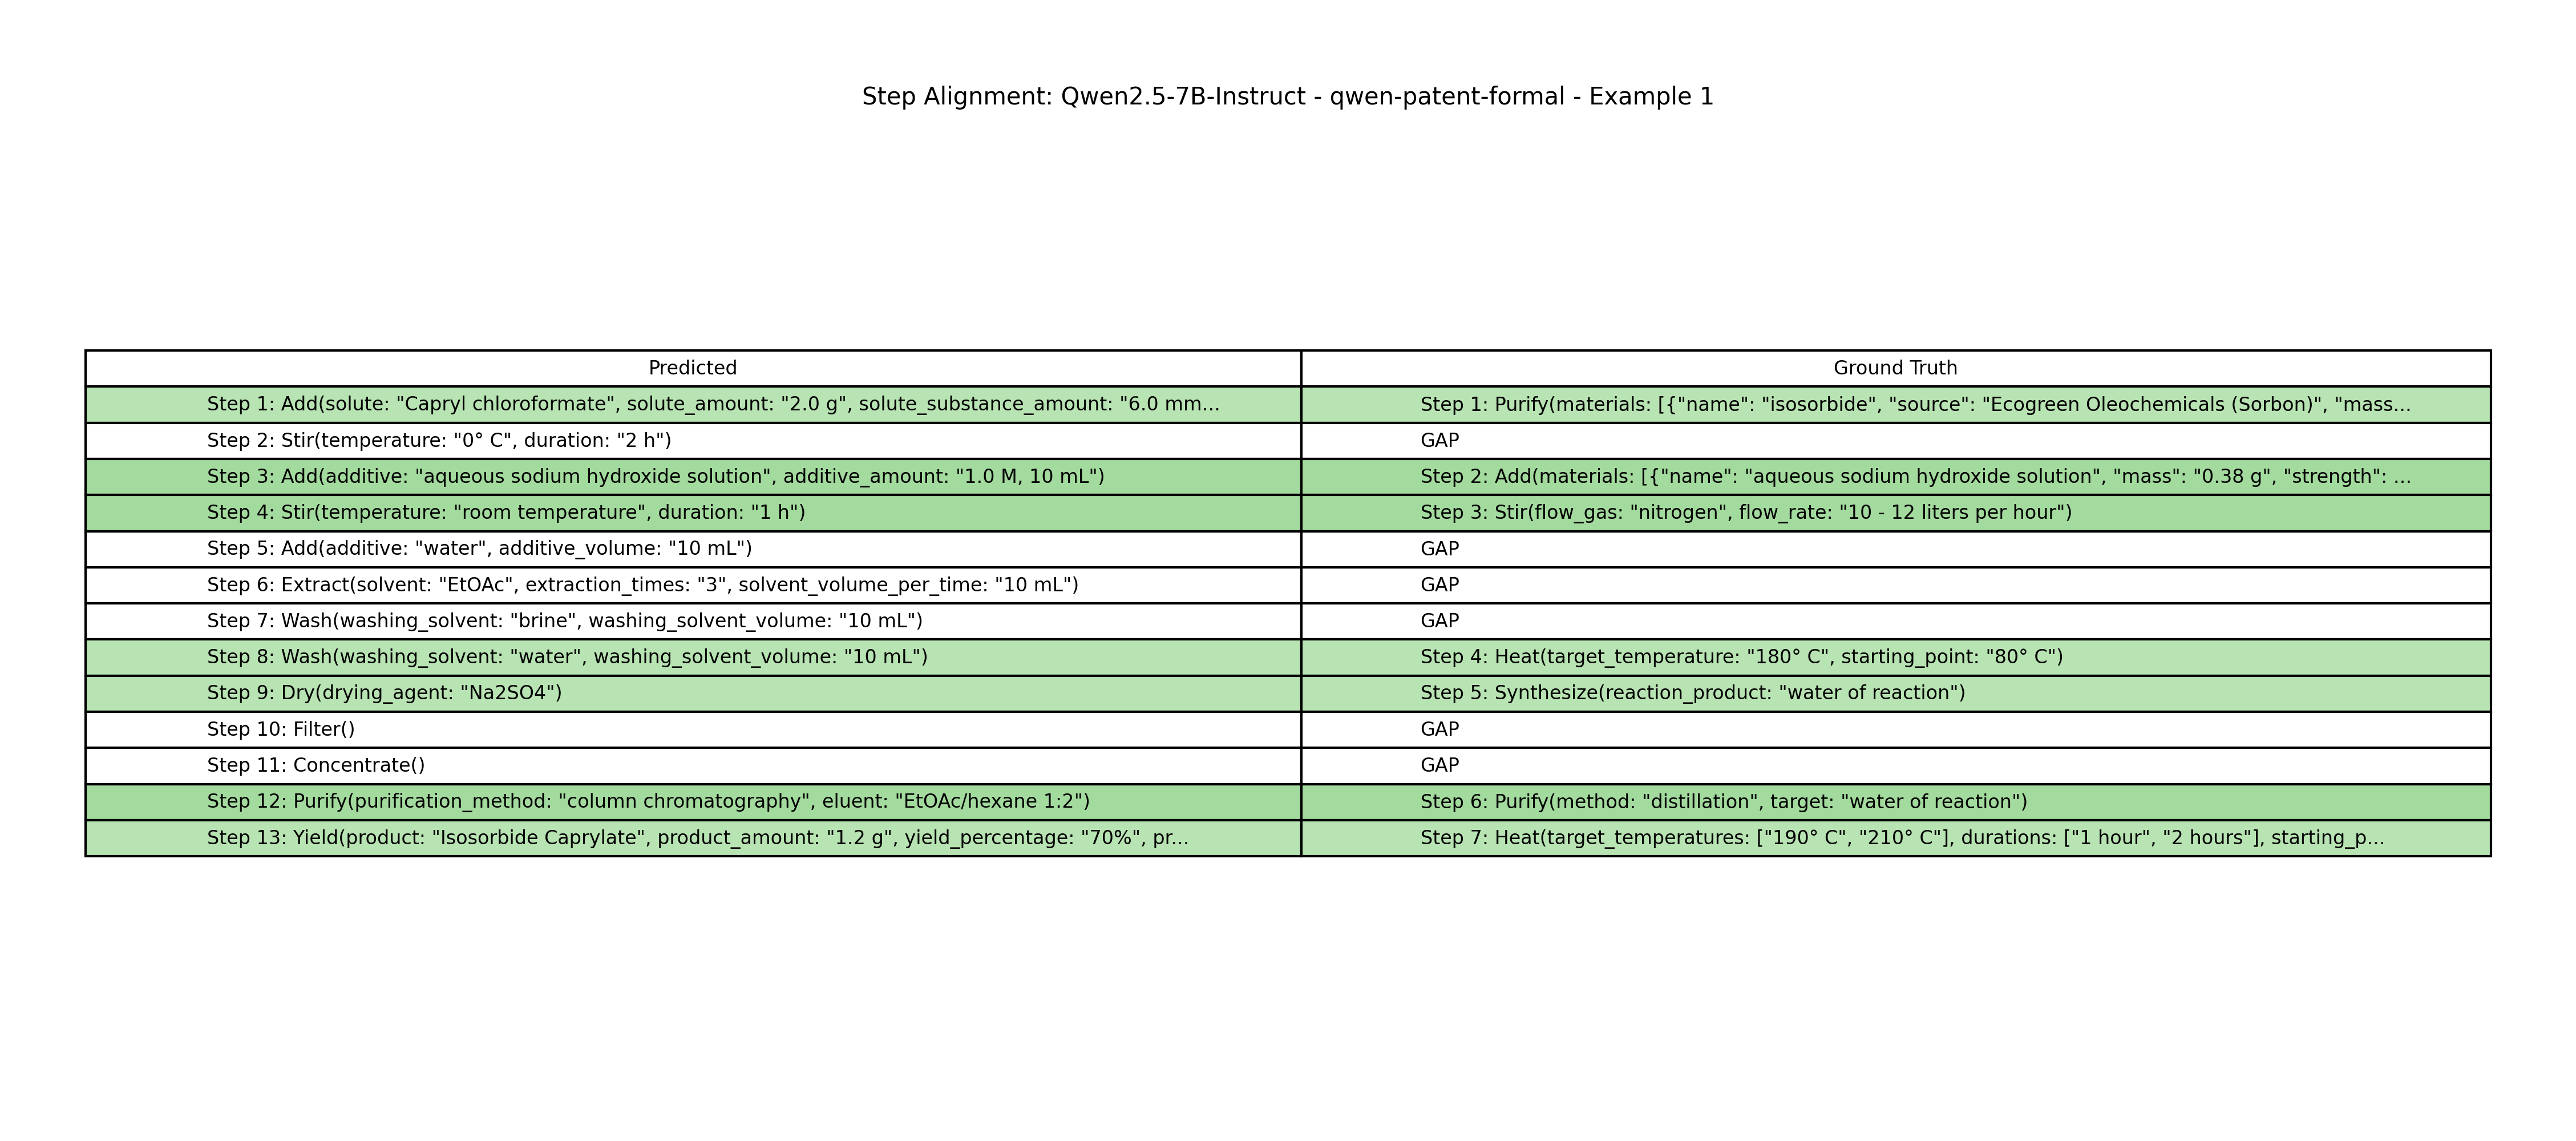 Step Alignment: Qwen2.5-7B-Instruct - qwen-patent-formal - Example 1
Predicted Ground Truth
Step 1: Add(solute: "Capryl chloroformate", solute_amount: "2.0 g", solute_substance_amount: "6.0 mm... Step 1: Purify(materials: [{"name": "isosorbide", "source": "Ecogreen Oleochemicals (Sorbon)", "mass...
Step 2: Stir(temperature: "0° C", duration: "2 h") GAP
Step 3: Add(additive: "aqueous sodium hydroxide solution", additive_amount: "1.0 M, 10 mL") Step 2: Add(materials: [{"name": "aqueous sodium hydroxide solution", "mass": "0.38 g", "strength": ...
Step 4: Stir(temperature: "room temperature", duration: "1 h") Step 3: Stir(flow_gas: "nitrogen", flow_rate: "10 - 12 liters per hour")
Step 5: Add(additive: "water", additive_volume: "10 mL") GAP
Step 6: Extract(solvent: "EtOAc", extraction_times: "3", solvent_volume_per_time: "10 mL") GAP
Step 7: Wash(washing_solvent: "brine", washing_solvent_volume: "10 mL") GAP
Step 8: Wash(washing_solvent: "water", washing_solvent_volume: "10 mL") Step 4: Heat(target_temperature: "180° C", starting_point: "80° C")
Step 9: Dry(drying_agent: "Na2SO4") Step 5: Synthesize(reaction_product: "water of reaction")
Step 10: Filter() GAP
Step 11: Concentrate() GAP
Step 12: Purify(purification_method: "column chromatography", eluent: "EtOAc/hexane 1:2") Step 6: Purify(method: "distillation", target: "water of reaction")
Step 13: Yield(product: "Isosorbide Caprylate", product_amount: "1.2 g", yield_percentage: "70%", pr... Step 7: Heat(target_temperatures: ["190° C", "210° C"], durations: ["1 hour", "2 hours"], starting_p...